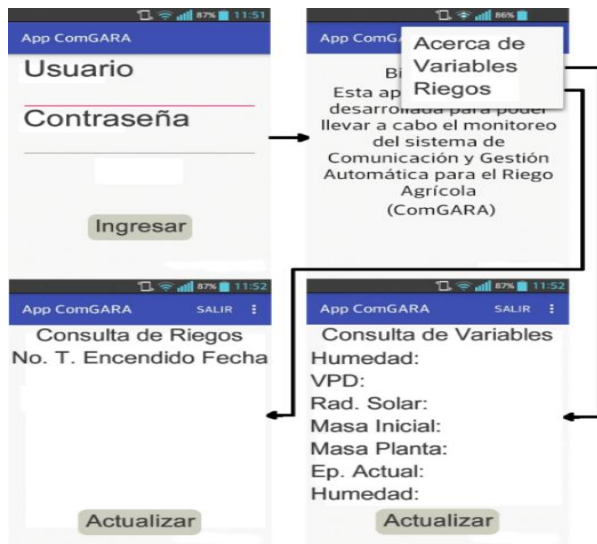 87% 11:51
App ComGARA
Usuario
Contraseña
Ingresar
86%
App ComG
Acerca de
Variables
Riegos
Bi
Esta ap
desarrollada para poder
llevar a cabo el monitoreo
del sistema de
Comunicación y Gestión
Automática para el Riego
Agrícola
(ComGARA)
87% 11:52
App ComGARA SALIR
Consulta de Riegos
No. T. Encendido Fecha
Actualizar
87% 11:52
App ComGARA SALIR
Consulta de Variables
Humedad:
VPD:
Rad. Solar:
Masa Inicial:
Masa Planta:
Ep. Actual:
Humedad:
Actualizar